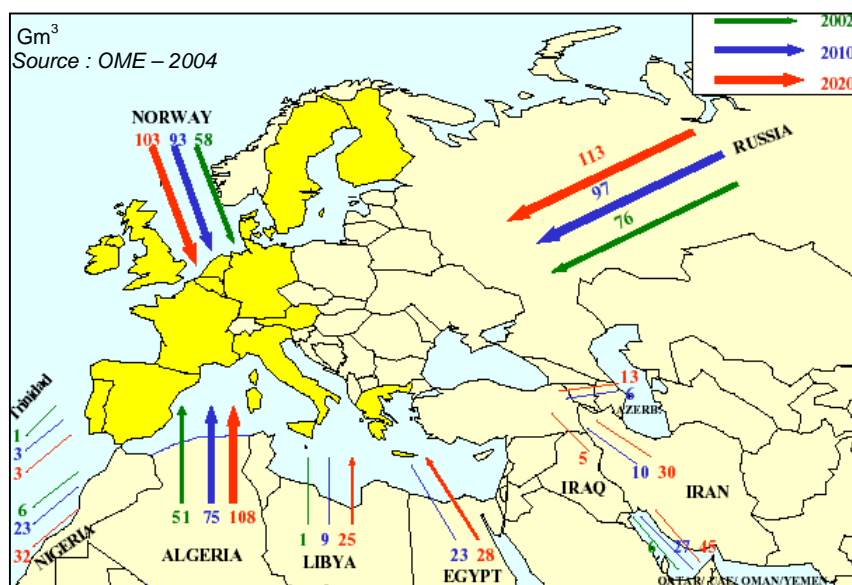 Gm3
Source : OME – 2004
2002
2010
2020
NORWAY
103 93 58
RUSSIA
113
97
76
Trinidad
1
3
3
6
23
32
NIGERIA
51 75 108
ALGERIA
1 9 25
LIBYA
23 28
EGYPT
13
6
AZERB.
5
IRAQ
10
30
IRAN
6
27
45
QATAR/ UAE/ OMAN/YEMEN